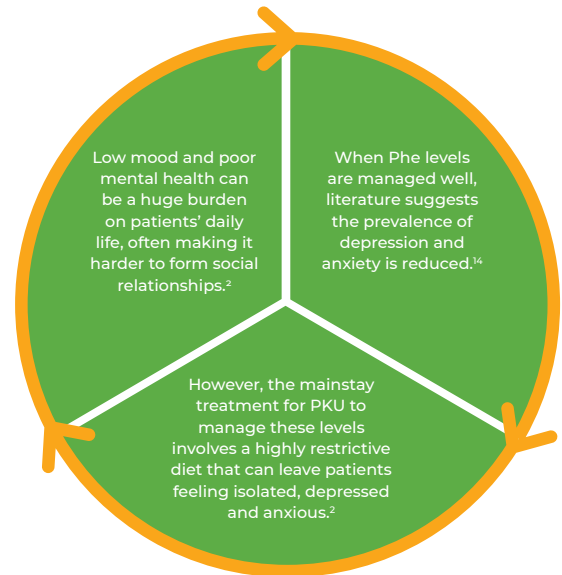 Low mood and poor
mental health can
be a huge burden
on patients’ daily
life, often making it
harder to form social
relationships.²
When Phe levels
are managed well,
literature suggests
the prevalence of
depression and
anxiety is reduced.¹⁴
However, the mainstay
treatment for PKU to
manage these levels
involves a highly restrictive
diet that can leave patients
feeling isolated, depressed
and anxious.²